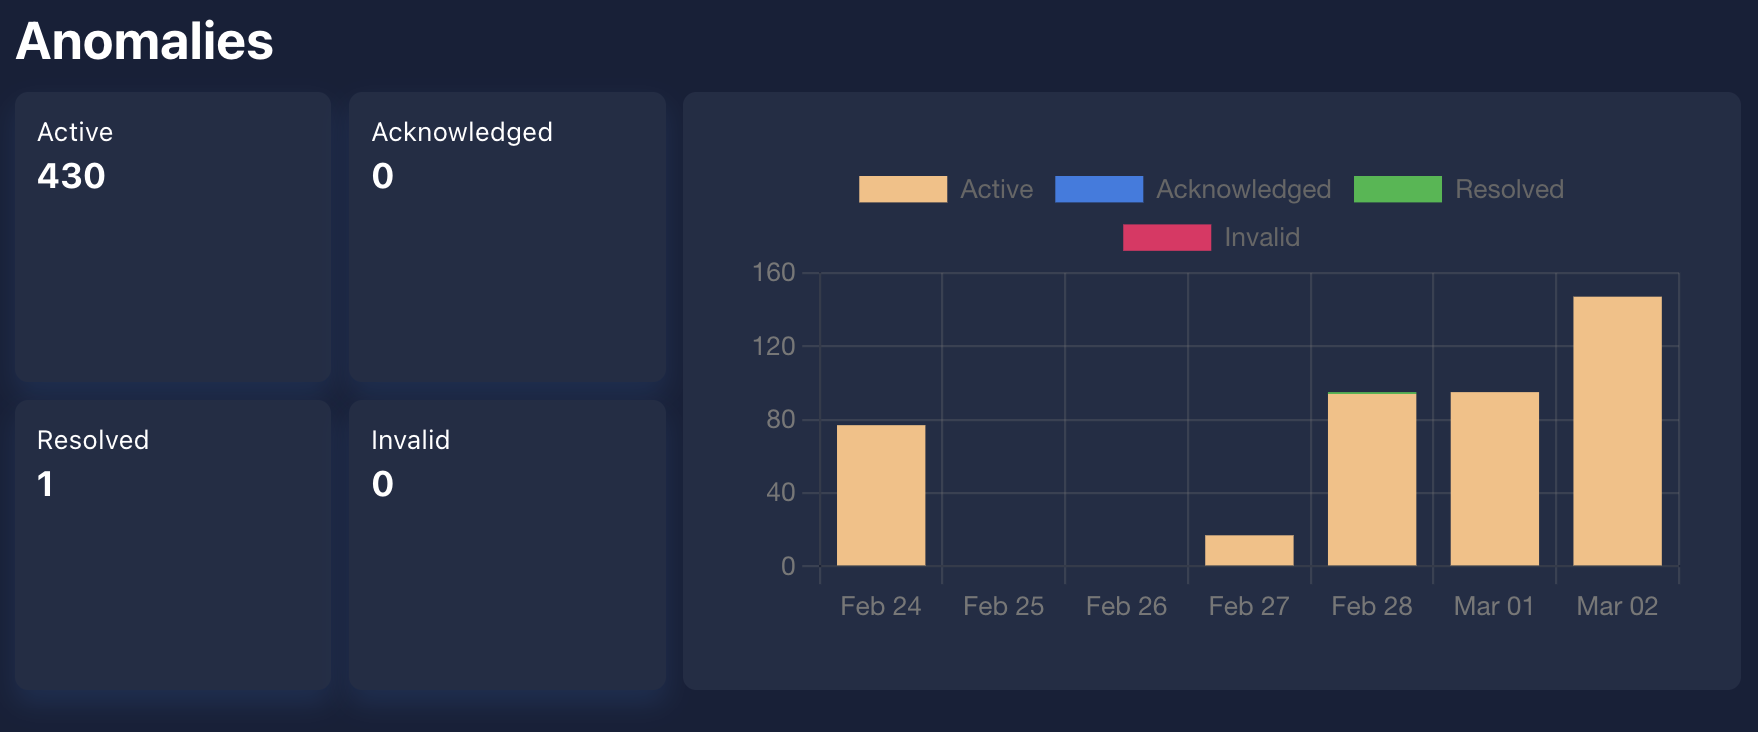 Anomalies
Active
430
Acknowledged
0
Resolved
1
Invalid
0
Active Acknowledged Resolved
Invalid
160
120
80
40
0
Feb 24 Feb 25 Feb 26 Feb 27 Feb 28 Mar 01 Mar 02